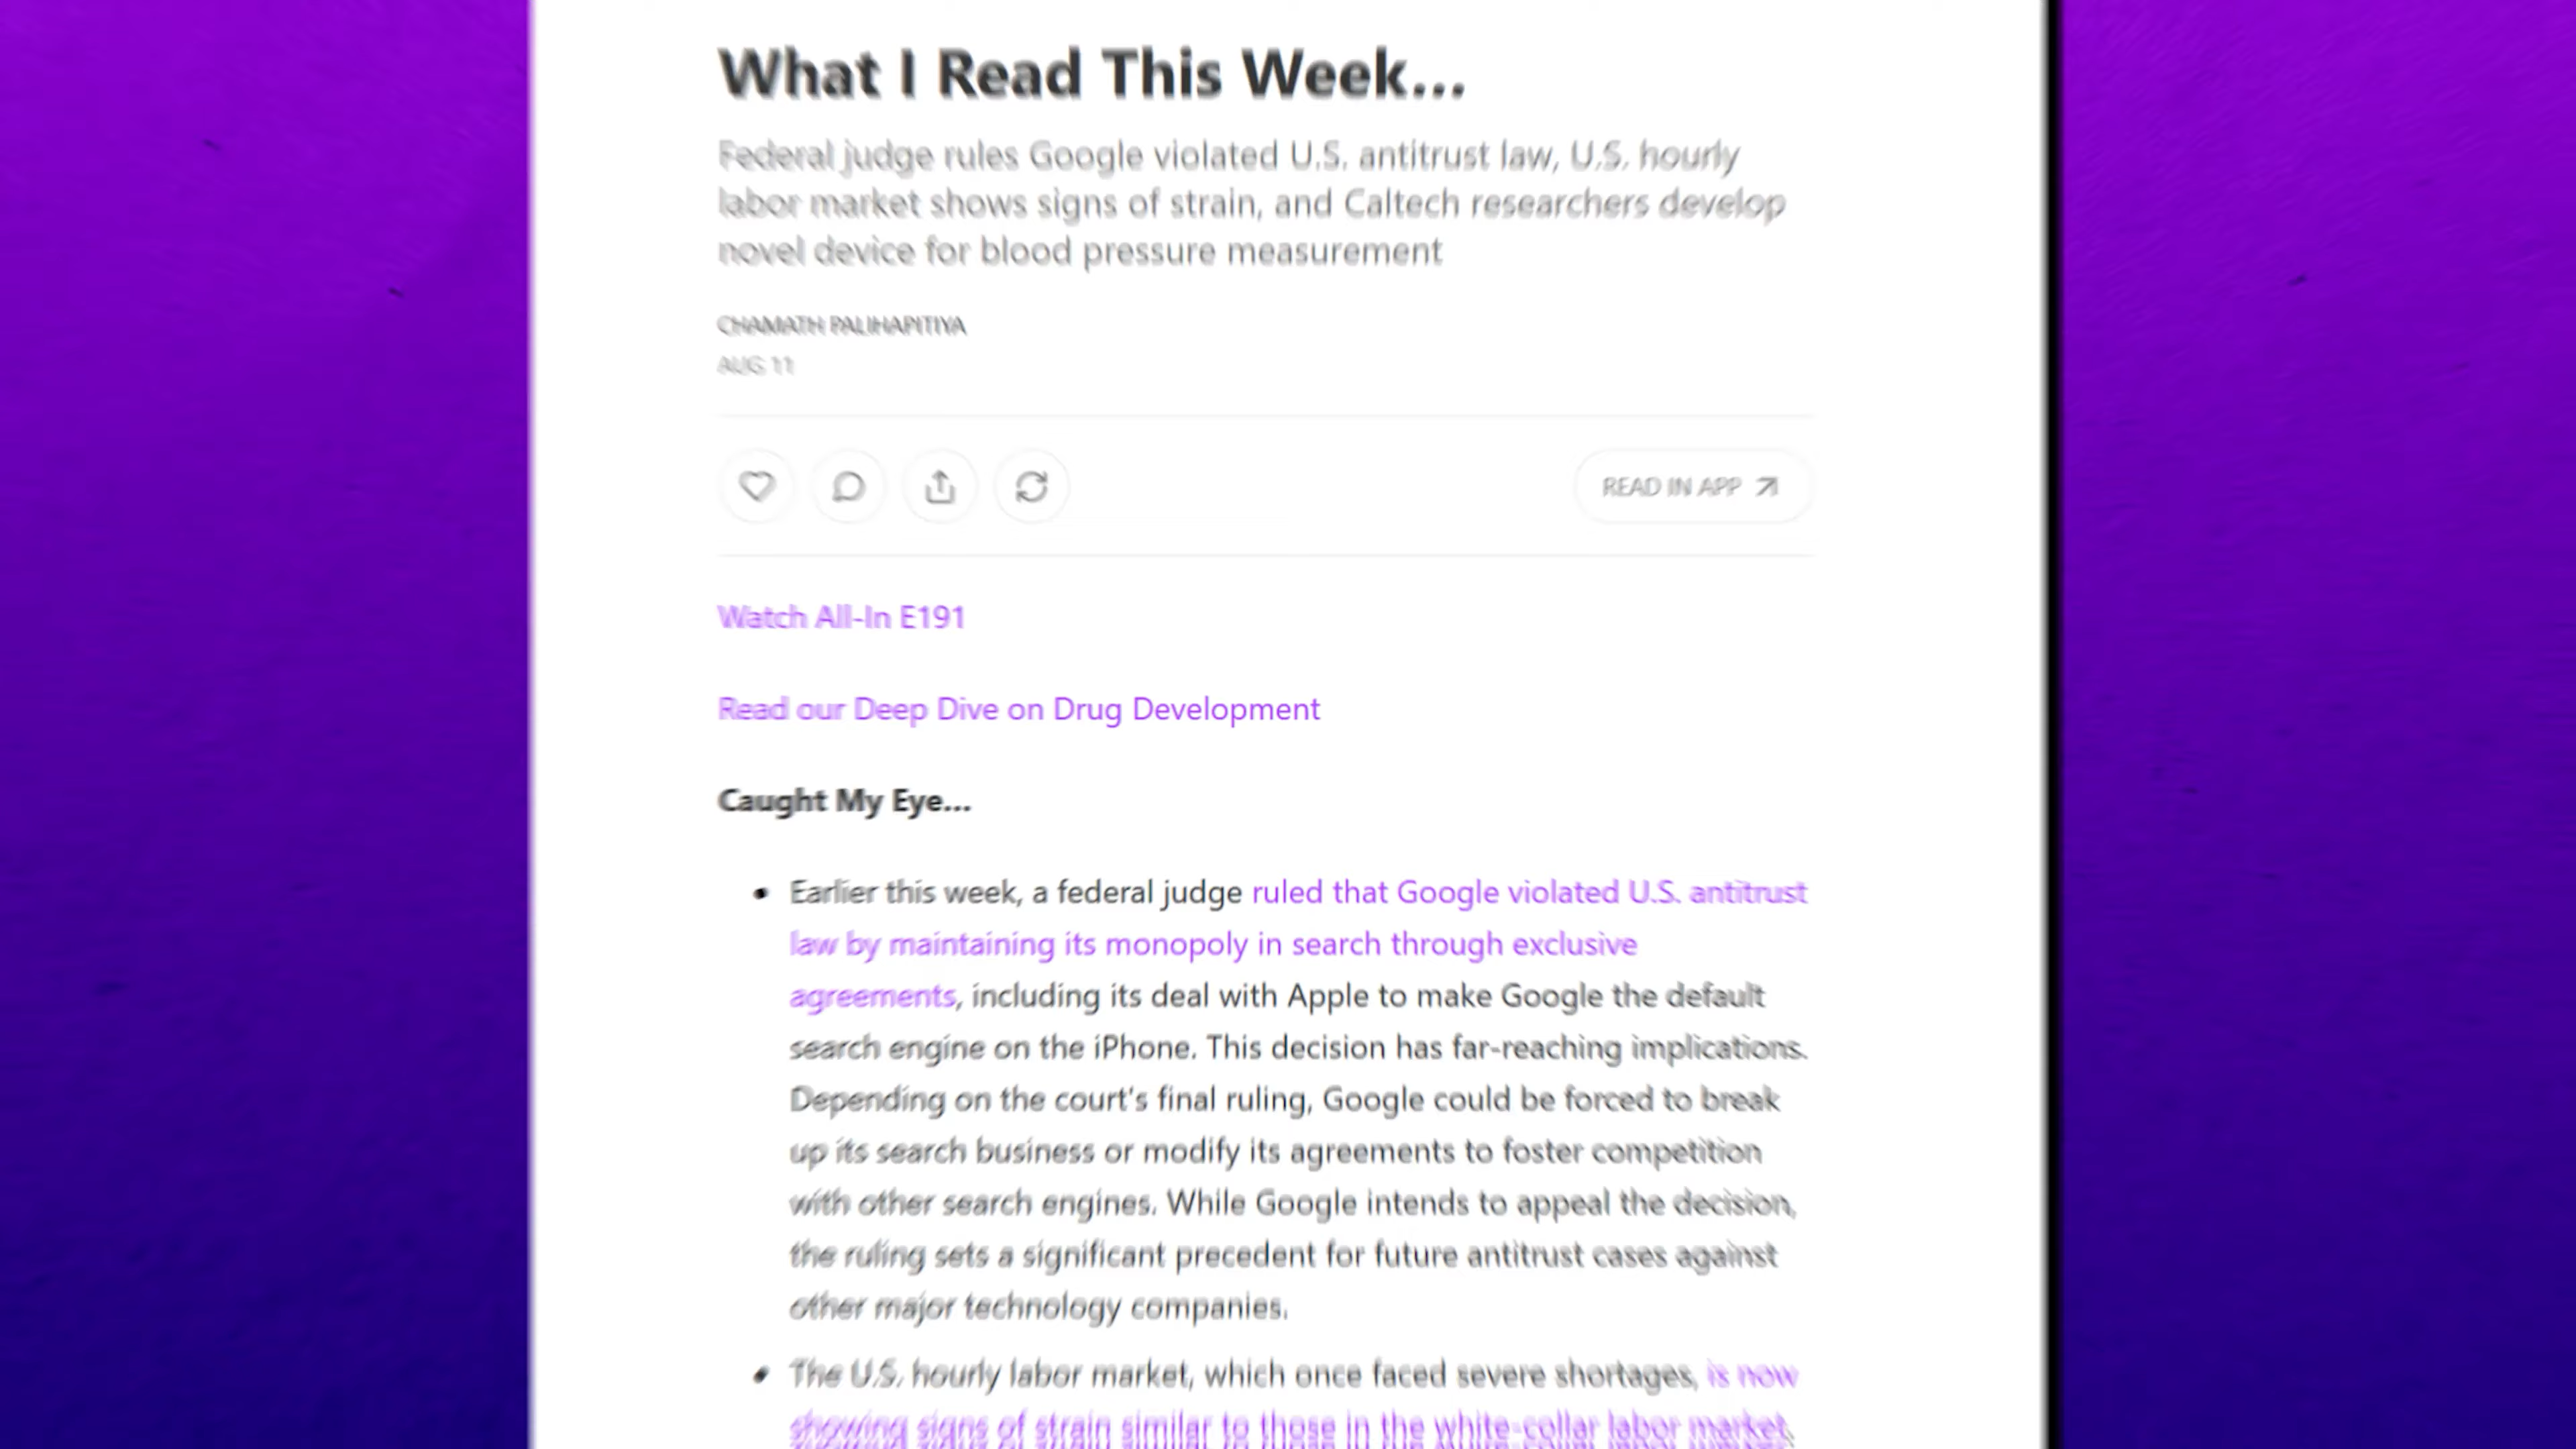 What I Read This Week...
Federal judge rules Google violated U.S. antitrust law, U.S. hourly
labor market shows signs of strain, and Caltech researchers develop
novel device for blood pressure measurement
CHAMATH PALIHAPITIYA
AUG 11
READ IN APP
Watch All-In E191
Read our Deep Dive on Drug Development
Caught My Eye...
• Earlier this week, a federal judge ruled that Google violated U.S. antitrust
law by maintaining its monopoly in search through exclusive
agreements, including its deal with Apple to make Google the default
search engine on the iPhone. This decision has far-reaching implications.
Depending on the court's final ruling, Google could be forced to break
up its search business or modify its agreements to foster competition
with other search engines. While Google intends to appeal the decision,
the ruling sets a significant precedent for future antitrust cases against
other major technology companies.
• The U.S. hourly labor market, which once faced severe shortages, is now
showing signs of strain similar to those in the white-collar labor market.